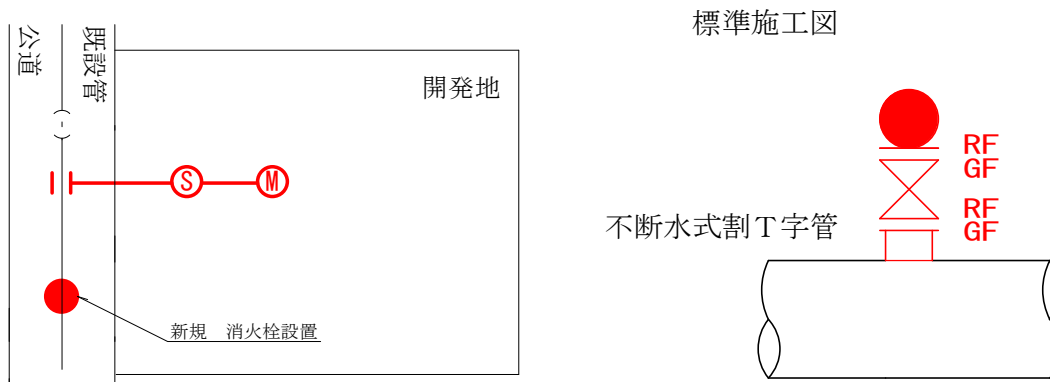 公道
既設管
開発地
(-)
S
M
新規 消火栓設置
標準施工図
RF
GF
RF
GF
不断水式割T字管